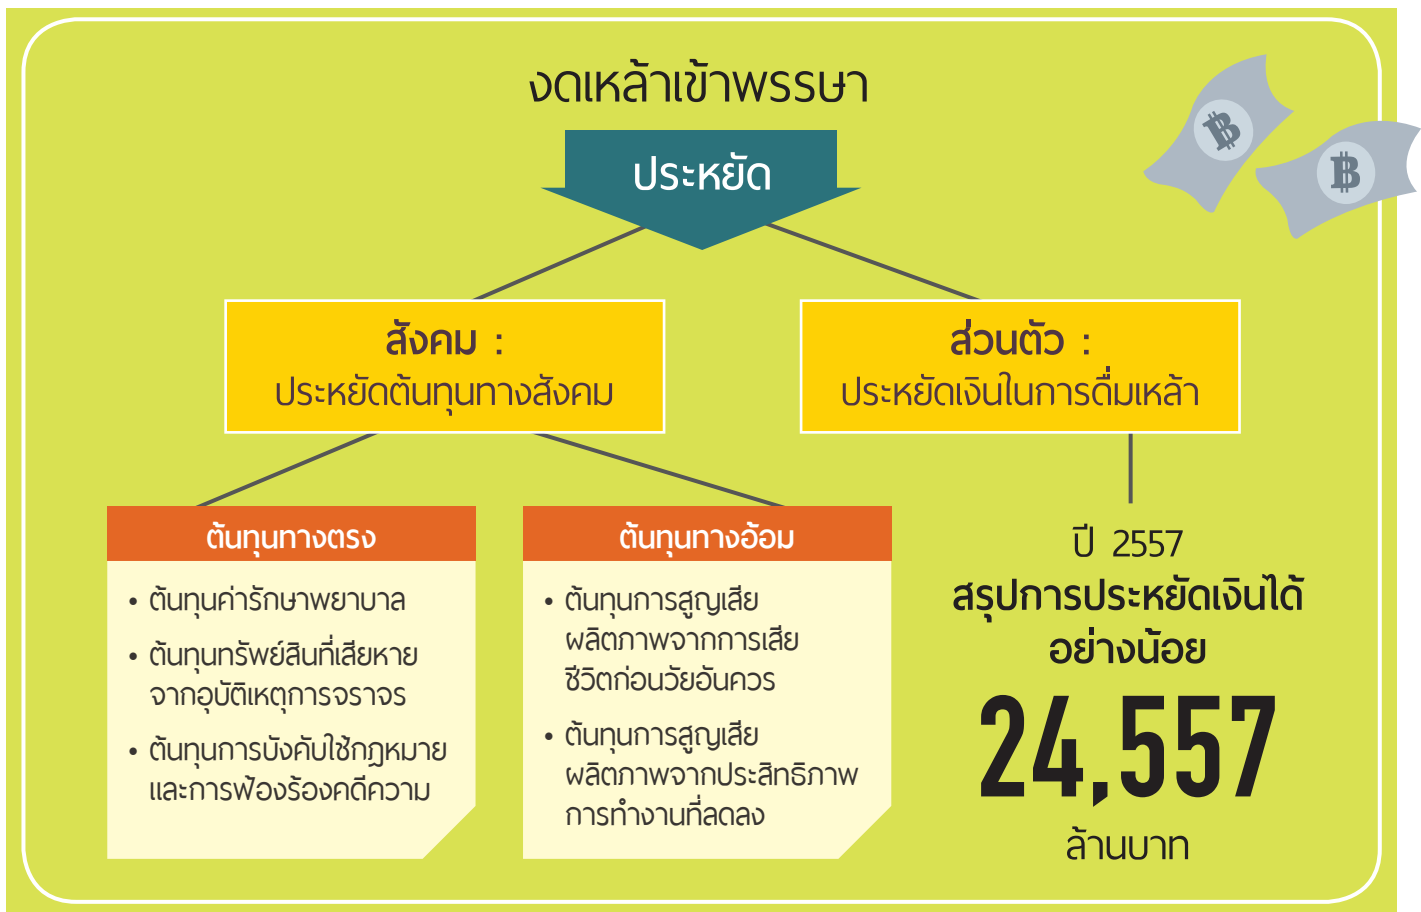 งดเหล้าเข้าพรรษา
ประหยัด
฿
฿
สังคม :
ประหยัดต้นทุนทางสังคม
ส่วนตัว :
ประหยัดเงินในการดื่มเหล้า
ต้นทุนทางตรง
• ต้นทุนค่ารักษาพยาบาล
• ต้นทุนทรัพย์สินที่เสียหาย
จากอุบัติเหตุการจราจร
• ต้นทุนการบังคับใช้กฎหมาย
และการฟ้องร้องคดีความ
ต้นทุนทางอ้อม
• ต้นทุนการสูญเสีย
ผลิตภาพจากการเสีย
ชีวิตก่อนวัยอันควร
• ต้นทุนการสูญเสีย
ผลิตภาพจากประสิทธิภาพ
การทำงานที่ลดลง
ปี 2557
สรุปการประหยัดเงินได้
อย่างน้อย
24,557
ล้านบาท